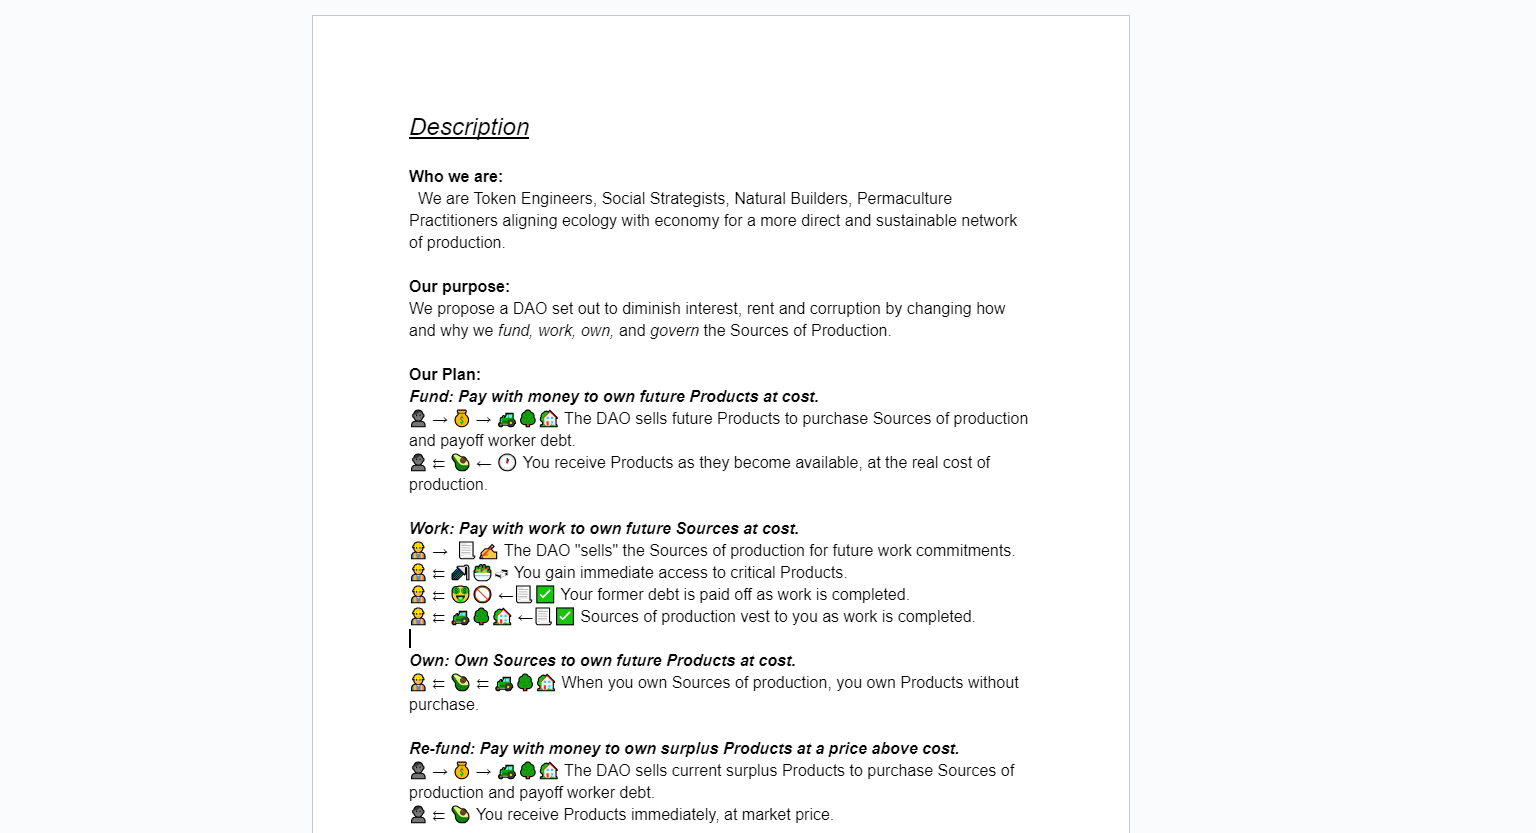 Description
Who we are:
We are Token Engineers, Social Strategists, Natural Builders, Permaculture
Practitioners aligning ecology with economy for a more direct and sustainable network
of production.
Our purpose:
We propose a DAO set out to diminish interest, rent and corruption by changing how
and why we fund, work, own, and govern the Sources of Production.
Our Plan:
Fund: Pay with money to own future Products at cost.
👤 → 💰 → 🚜🌳🏡 The DAO sells future Products to purchase Sources of production
and payoff worker debt.
👤 ⇇ 🥑 ← 🕐 You receive Products as they become available, at the real cost of
production.
Work: Pay with work to own future Sources at cost.
👷 → 📃✍ The DAO "sells" the Sources of production for future work commitments.
👷 ⇇ 🚿🥗 You gain immediate access to critical Products.
👷 ⇇ 🤑🚫 ←📃✅ Your former debt is paid off as work is completed.
👷 ⇇ 🚜🌳🏡 ←📃✅ Sources of production vest to you as work is completed.
Own: Own Sources to own future Products at cost.
👷 ⇇ 🥑 ⇇ 🚜🌳🏡 When you own Sources of production, you own Products without
purchase.
Re-fund: Pay with money to own surplus Products at a price above cost.
👤 → 💰 → 🚜🌳🏡 The DAO sells current surplus Products to purchase Sources of
production and payoff worker debt.
👤 ⇇ 🥑 You receive Products immediately, at market price.